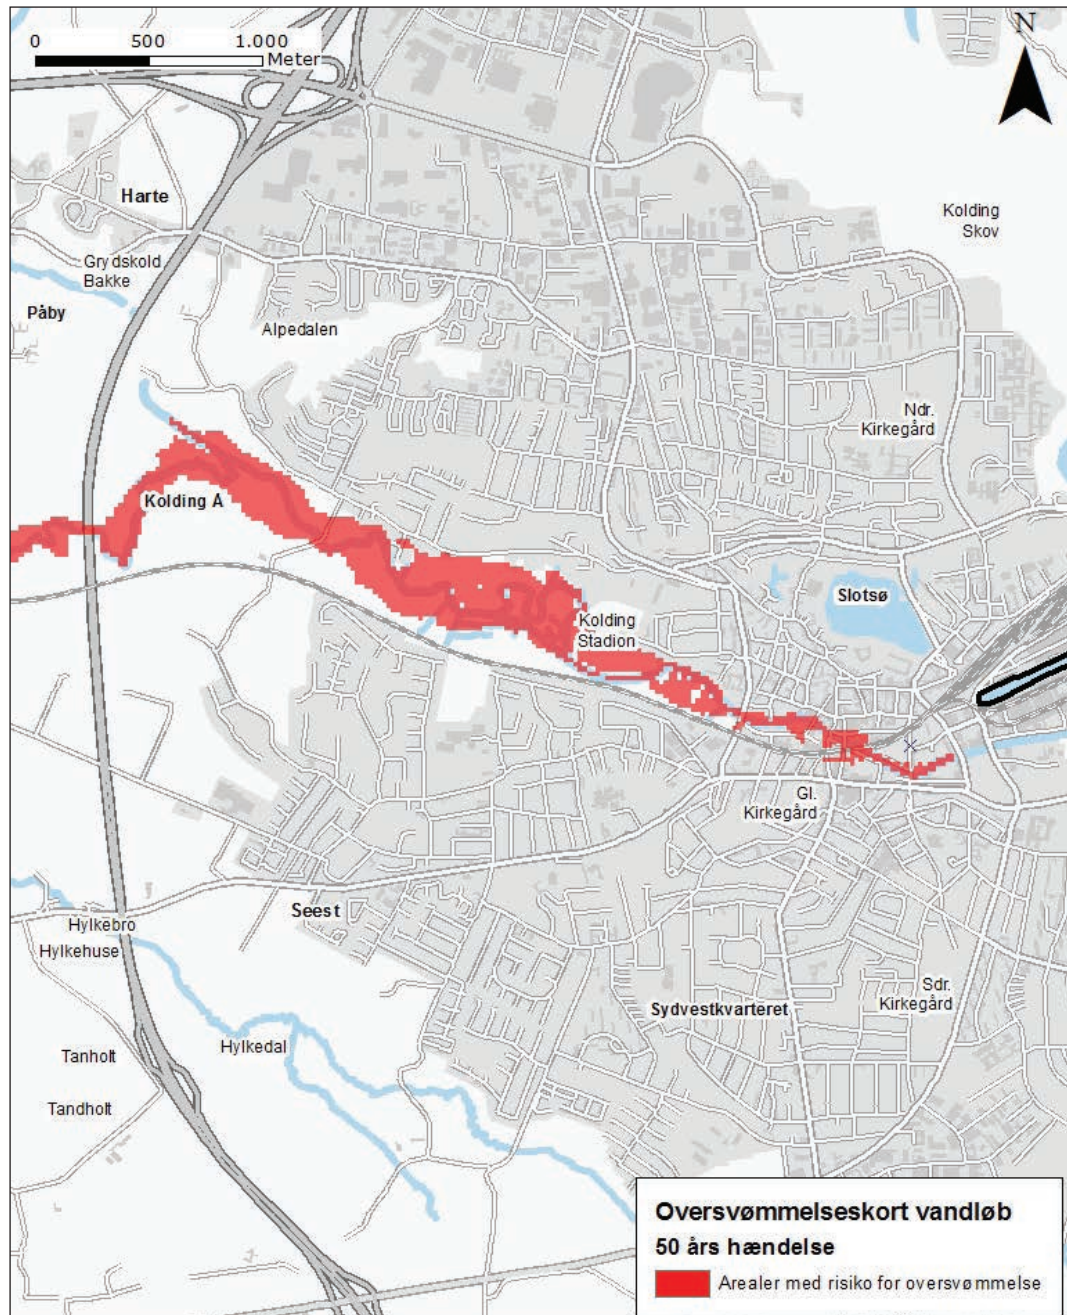 N
0 500 1.000
Meter
Harte
Kolding
Skov
Grydskold
Bakke
Påby
Alpedalen
Ndr.
Kirkegård
Kolding Å
Slotsø
Kolding
Stadion
Gl.
Kirkegård
Seest
Hylkebro
Hylkehuse
Sdr.
Kirkegård
Sydvestkvarteret
Tanholt
Hylkedal
Tandholt
Oversvømmelseskort vandløb
50 års hændelse
Arealer med risiko for oversvømmelse